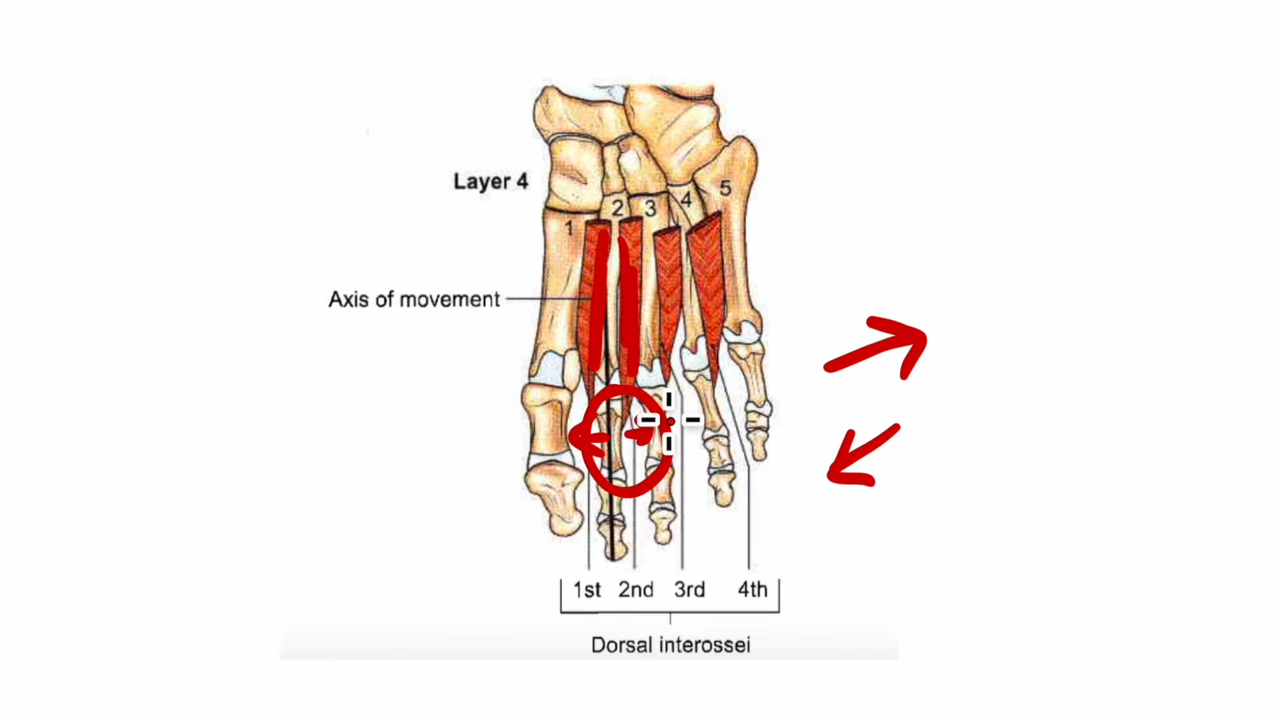 Layer 4
1
2
3
4
5
Axis of movement
1st 2nd 3rd 4th
Dorsal interossei